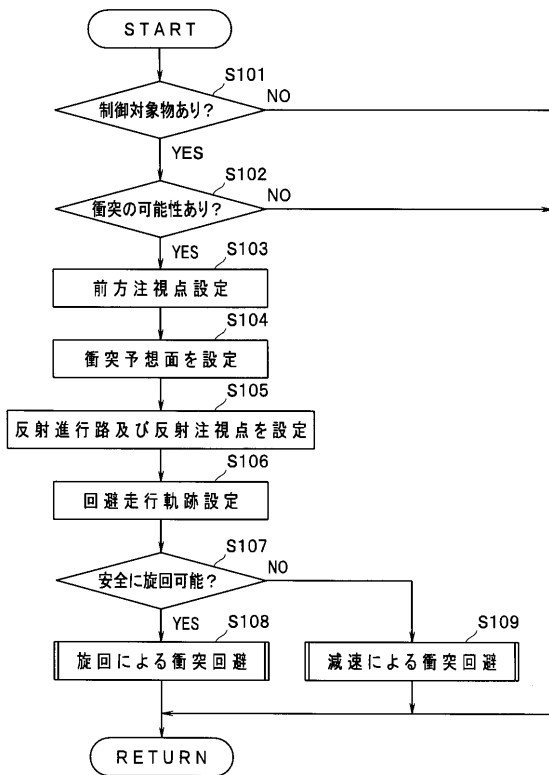 START
S101
制御対象物あり?
NO
YES
S102
衝突の可能性あり?
NO
YES
S103
前方注視点設定
S104
衝突予想面を設定
S105
反射進行路及び反射注視点を設定
S106
回避走行軌跡設定
S107
安全に旋回可能?
NO
YES
S108
旋回による衝突回避
S109
減速による衝突回避
RETURN